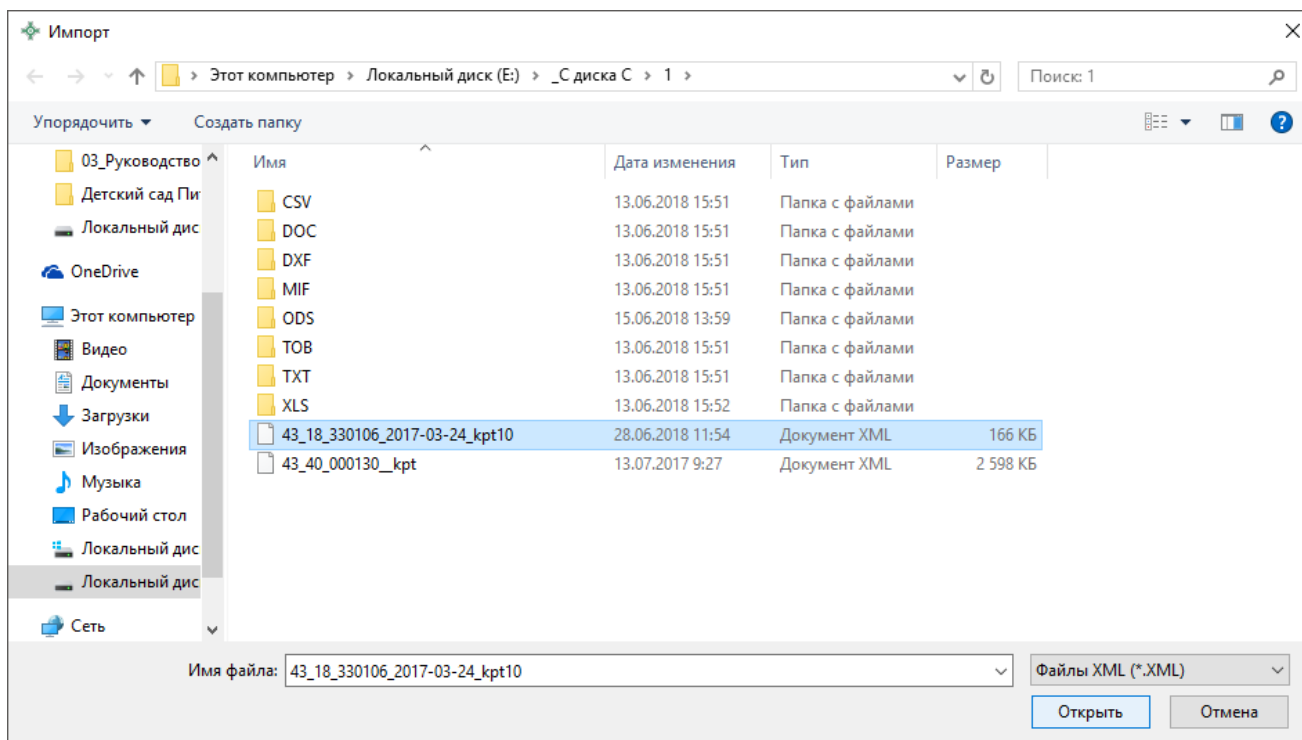 Импорт
Этот компьютер > Локальный диск (E:) > _С диска С > 1 >
Поиск: 1
Упорядочить
Создать папку
03_Руководство
Детский сад Пи
Локальный дис
OneDrive
Этот компьютер
Видео
Документы
Загрузки
Изображения
Музыка
Рабочий стол
Локальный дис
Локальный дис
Сеть
Имя Дата изменения Тип Размер
CSV 13.06.2018 15:51 Папка с файлами
DOC 13.06.2018 15:51 Папка с файлами
DXF 13.06.2018 15:51 Папка с файлами
MIF 13.06.2018 15:51 Папка с файлами
ODS 15.06.2018 13:59 Папка с файлами
TOB 13.06.2018 15:51 Папка с файлами
TXT 13.06.2018 15:51 Папка с файлами
XLS 13.06.2018 15:52 Папка с файлами
43_18_330106_2017-03-24_kpt10 28.06.2018 11:54 Документ XML 166 КБ
43_40_000130__kpt 13.07.2017 9:27 Документ XML 2 598 КБ
Имя файла: 43_18_330106_2017-03-24_kpt10
Файлы XML (*.XML)
Открыть
Отмена